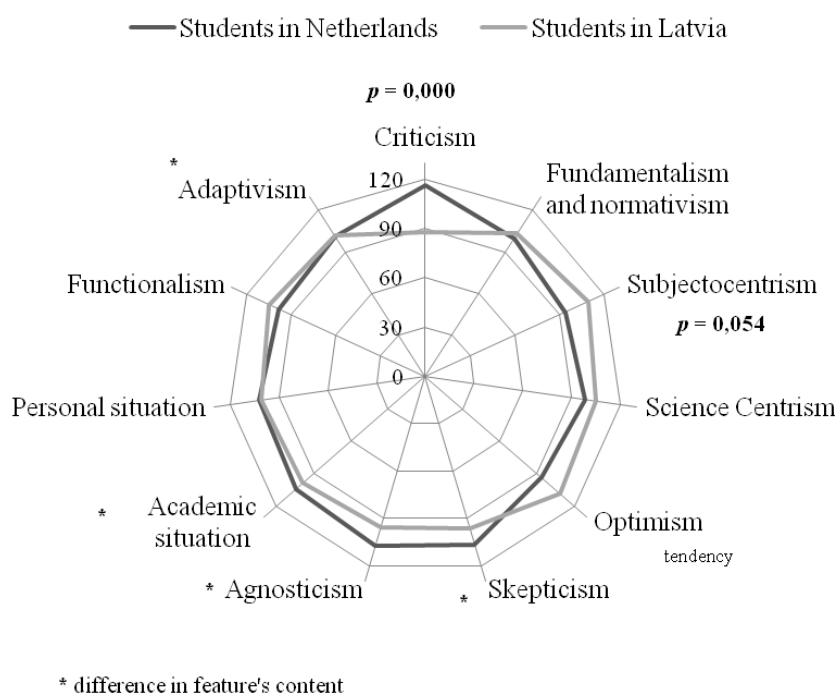 Students in Netherlands
Students in Latvia
p = 0,000
Criticism
Fundamentalism
and normativism
Subjectocentrism
p = 0,054
Science Centrism
Optimism
tendency
Skepticism
*
Agnosticism
*
Academic
situation
*
Personal situation
Functionalism
Adaptivism
*
120
90
60
30
0
* difference in feature's content